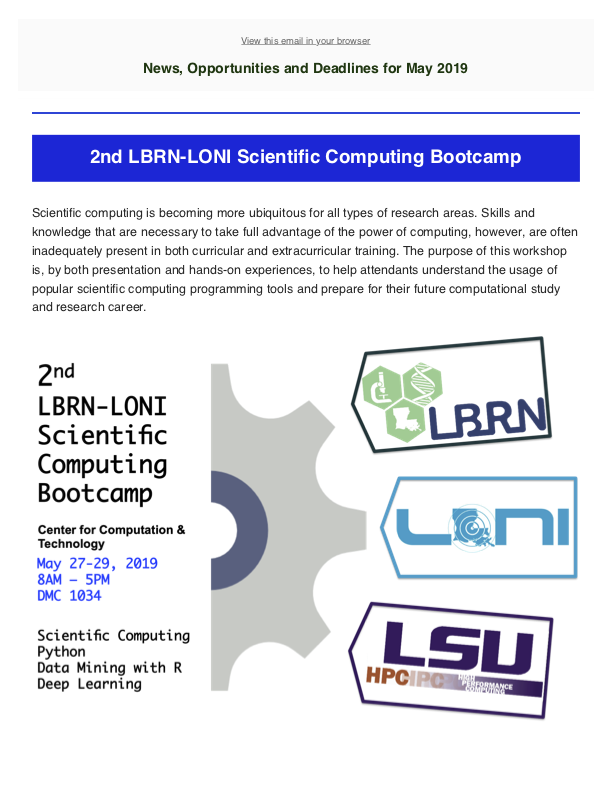 View this email in your browser
News, Opportunities and Deadlines for May 2019
2nd LBRN-LONI Scientific Computing Bootcamp
Scientific computing is becoming more ubiquitous for all types of research areas. Skills and
knowledge that are necessary to take full advantage of the power of computing, however, are often
inadequately present in both curricular and extracurricular training. The purpose of this workshop
is, by both presentation and hands-on experiences, to help attendants understand the usage of
popular scientific computing programming tools and prepare for their future computational study
and research career.
2nd
LBRN-LONI
Scientific
Computing
Bootcamp
Center for Computation &
Technology
May 27-29, 2019
8AM – 5PM
DMC 1034
Scientific Computing
Python
Data Mining with R
Deep Learning
LBRN
LONI
LSU
HPC|IPC
HIGH
PERFORMANCE
COMPUTING